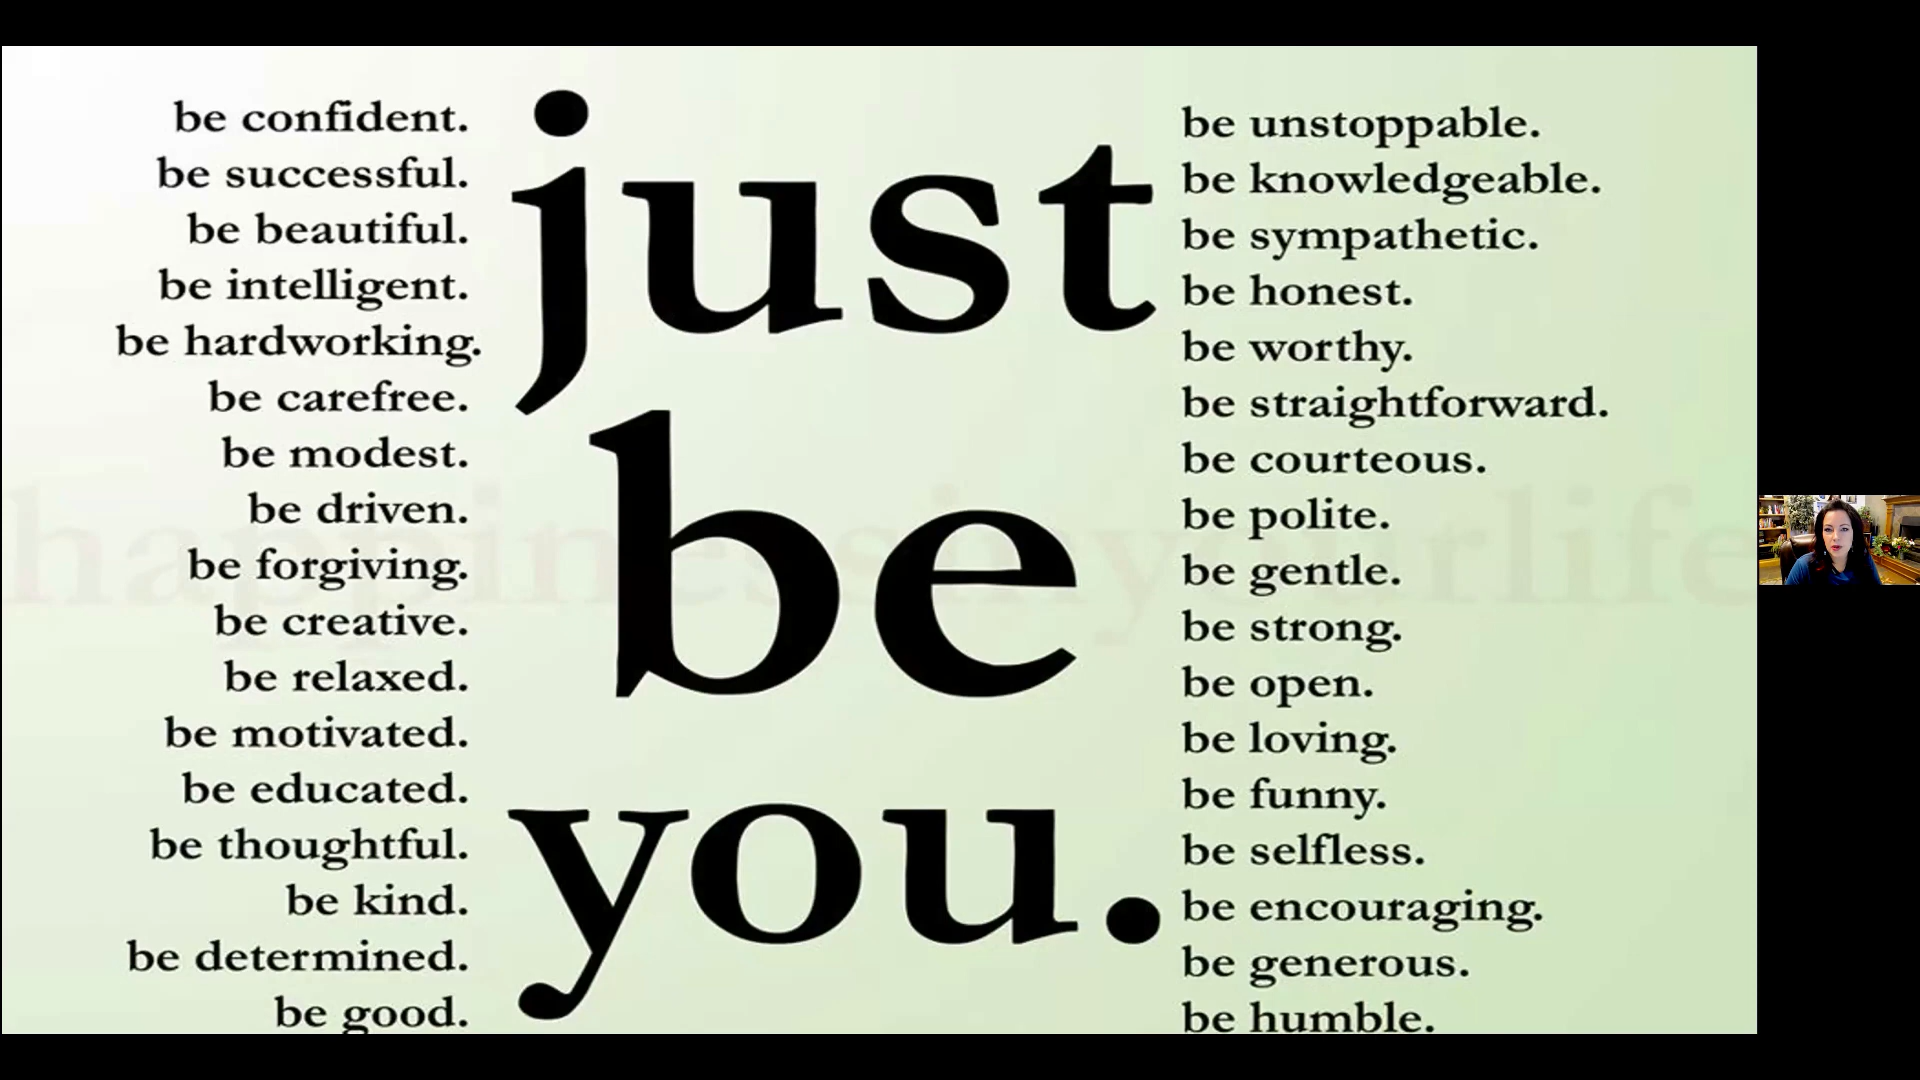 be confident.
be successful.
be beautiful.
be intelligent.
be hardworking.
be carefree.
be modest.
be driven.
be forgiving.
be creative.
be relaxed.
be motivated.
be educated.
be thoughtful.
be kind.
be determined.
be good.
just
be
you.
be unstoppable.
be knowledgeable.
be sympathetic.
be honest.
be worthy.
be straightforward.
be courteous.
be polite.
be gentle.
be strong.
be open.
be loving.
be funny.
be selfless.
be encouraging.
be generous.
be humble.
happinessinyourlife